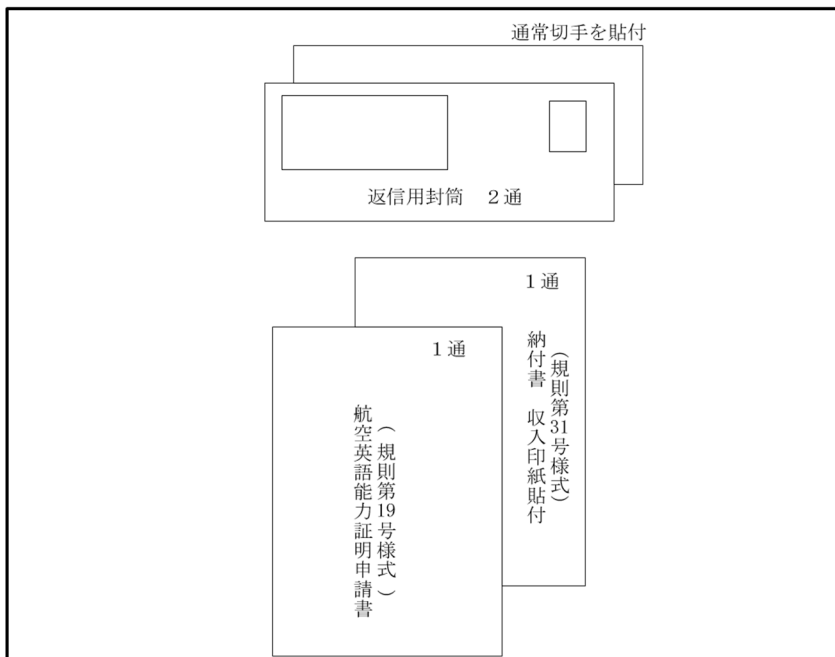 通常切手を貼付
返信用封筒　２通
１通
（規則第31号様式）
納付書　収入印紙貼付
１通
（規則第19号様式）
航空英語能力証明申請書